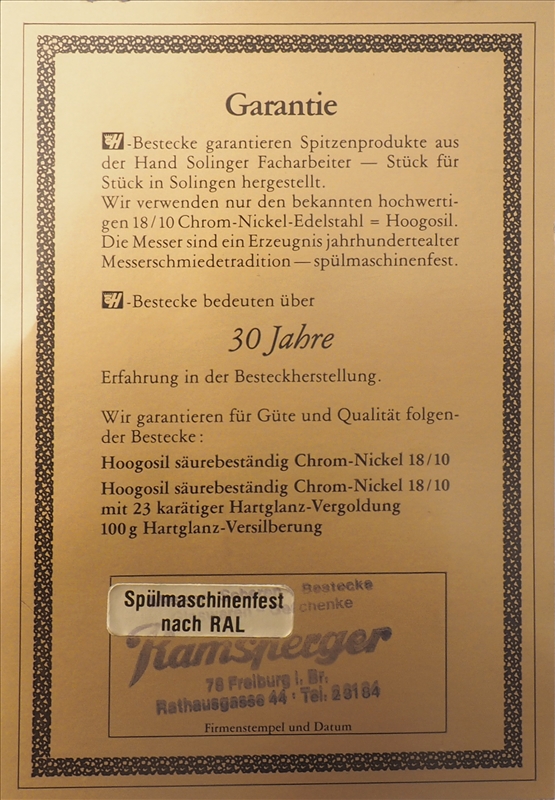 Garantie
H-Bestecke garantieren Spitzenprodukte aus
der Hand Solinger Facharbeiter — Stück für
Stück in Solingen hergestellt.
Wir verwenden nur den bekannten hochwerti-
gen 18/10 Chrom-Nickel-Edelstahl = Hoogosil.
Die Messer sind ein Erzeugnis jahrhundertealter
Messerschmiedetradition — spülmaschinenfest.
H-Bestecke bedeuten über
30 Jahre
Erfahrung in der Besteckherstellung.
Wir garantieren für Güte und Qualität folgen-
der Bestecke:
Hoogosil säurebeständig Chrom-Nickel 18/10
Hoogosil säurebeständig Chrom-Nickel 18/10
mit 23 karätiger Hartglanz-Vergoldung
100 g Hartglanz-Versilberung
Bestecke
Spülmaschinenfest
nach RAL
Ramsperger
78 Freiburg i. Br.
Rathausgasse 44 · Tel: 28184
Firmenstempel und Datum